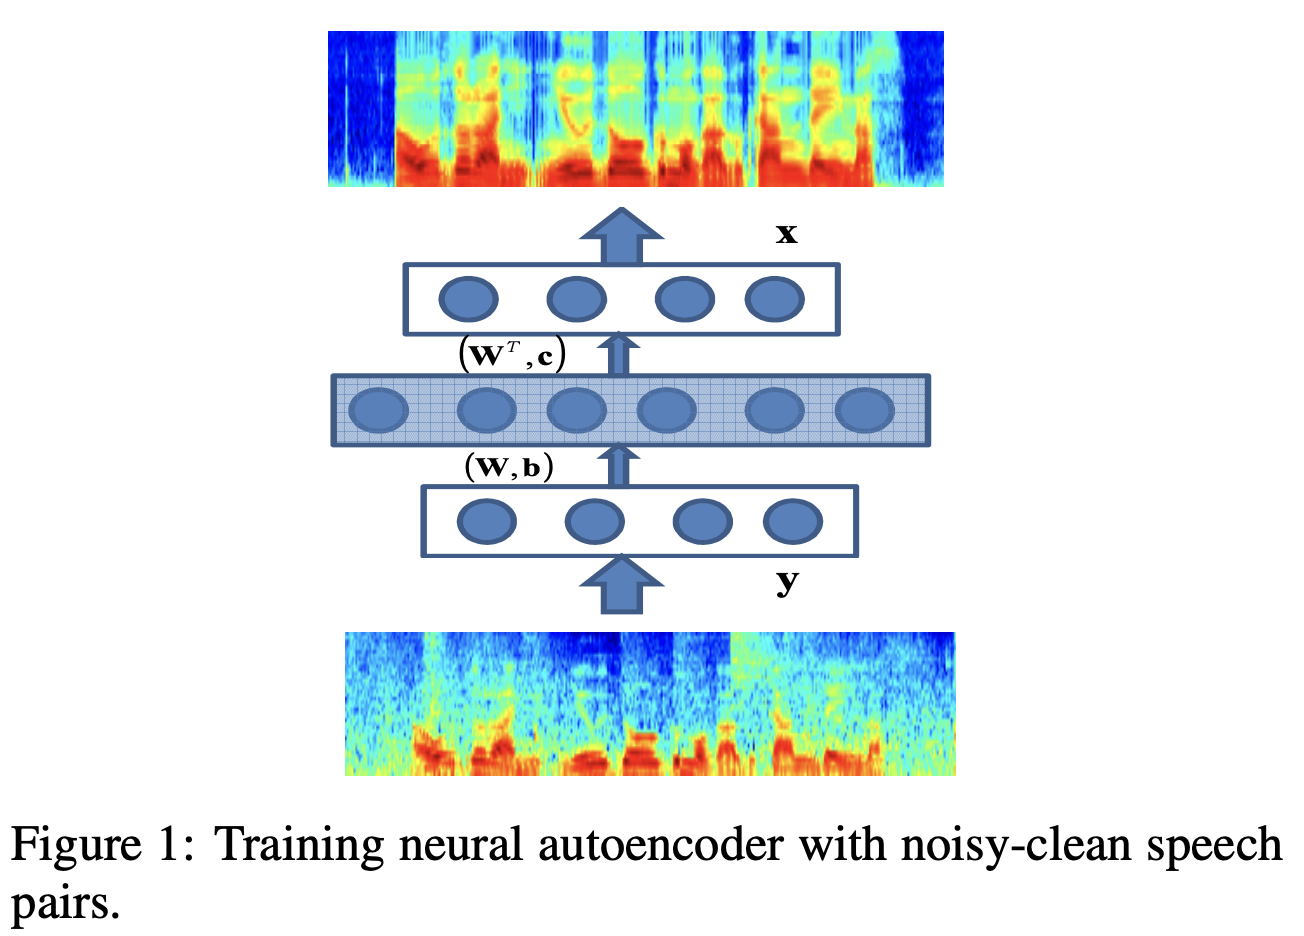 x
(W^T, c)
(W, b)
y
Figure 1: Training neural autoencoder with noisy-clean speech
pairs.